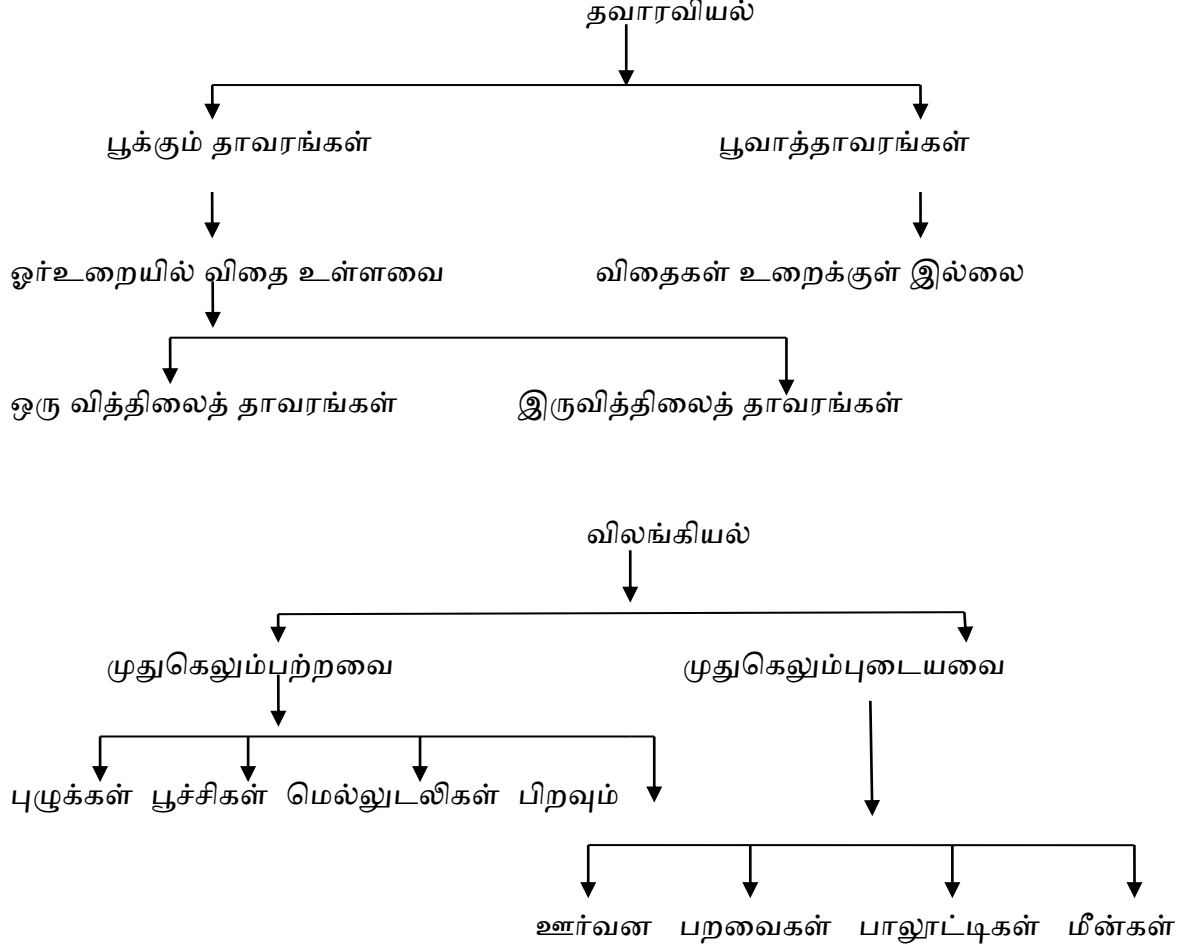 தவாரவியல்
பூக்கும் தாவரங்கள் பூவாத்தாவரங்கள்
ஓர்உறையில் விதை உள்ளவை விதைகள் உறைக்குள் இல்லை
ஒரு வித்திலைத் தாவரங்கள் இருவித்திலைத் தாவரங்கள்
விலங்கியல்
முதுகெலும்பற்றவை முதுகெலும்புடையவை
புழுக்கள் பூச்சிகள் மெல்லுடலிகள் பிறவும்
ஊர்வன பறவைகள் பாலூட்டிகள் மீன்கள்